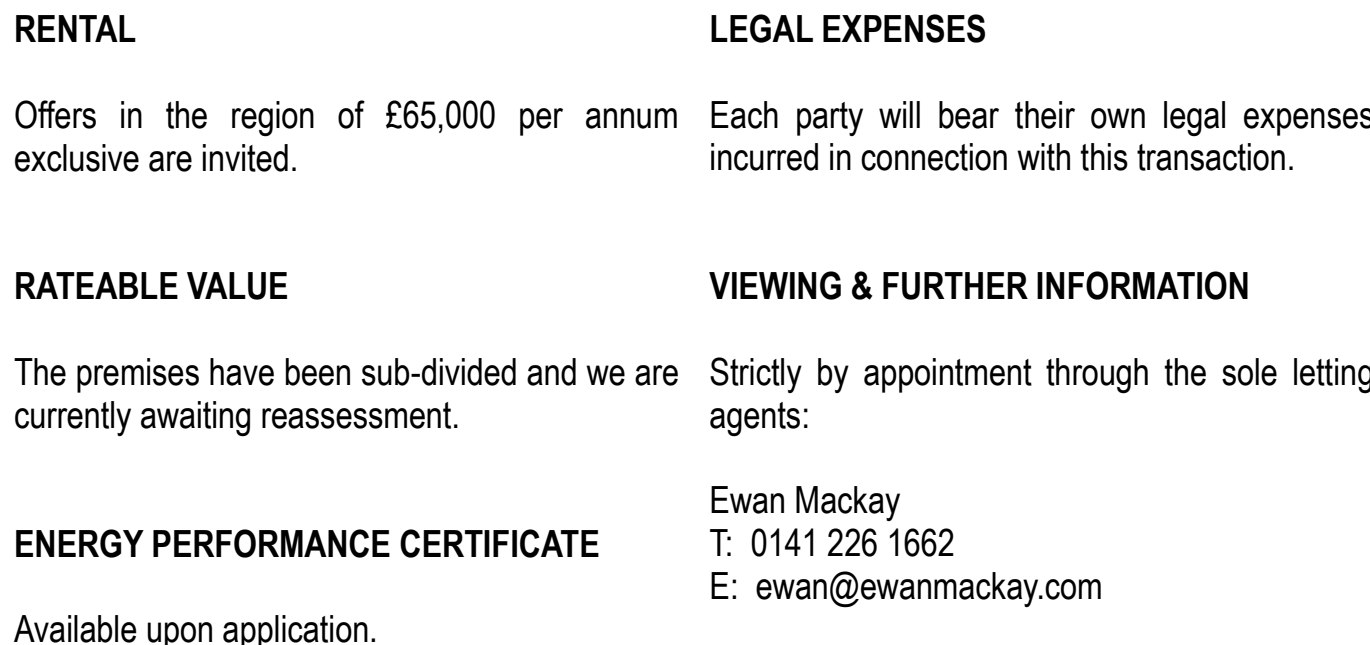 RENTAL
Offers in the region of £65,000 per annum
exclusive are invited.
RATEABLE VALUE
The premises have been sub-divided and we are
currently awaiting reassessment.
ENERGY PERFORMANCE CERTIFICATE
Available upon application.
LEGAL EXPENSES
Each party will bear their own legal expenses
incurred in connection with this transaction.
VIEWING & FURTHER INFORMATION
Strictly by appointment through the sole letting
agents:
Ewan Mackay
T: 0141 226 1662
E: ewan@ewanmackay.com